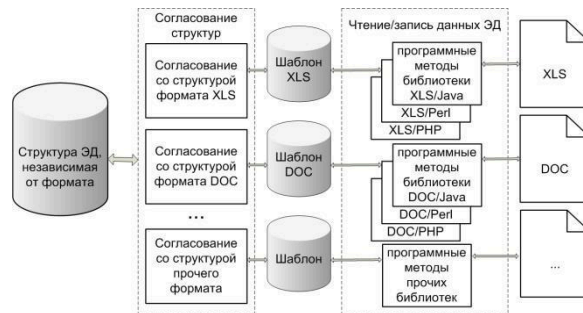 Согласование
структур
Чтение/запись данных ЭД
Структура ЭД,
независимая
от формата
Согласование
со структурой
формата XLS
Шаблон
XLS
программные
методы
библиотеки
XLS/Java
XLS/Perl
XLS/PHP
XLS
Согласование
со структурой
формата DOC
Шаблон
DOC
программные
методы
библиотеки
DOC/Java
DOC/Perl
DOC/PHP
DOC
...
Согласование
со структурой
прочего
формата
Шаблон
программные
методы
прочих
библиотек
...